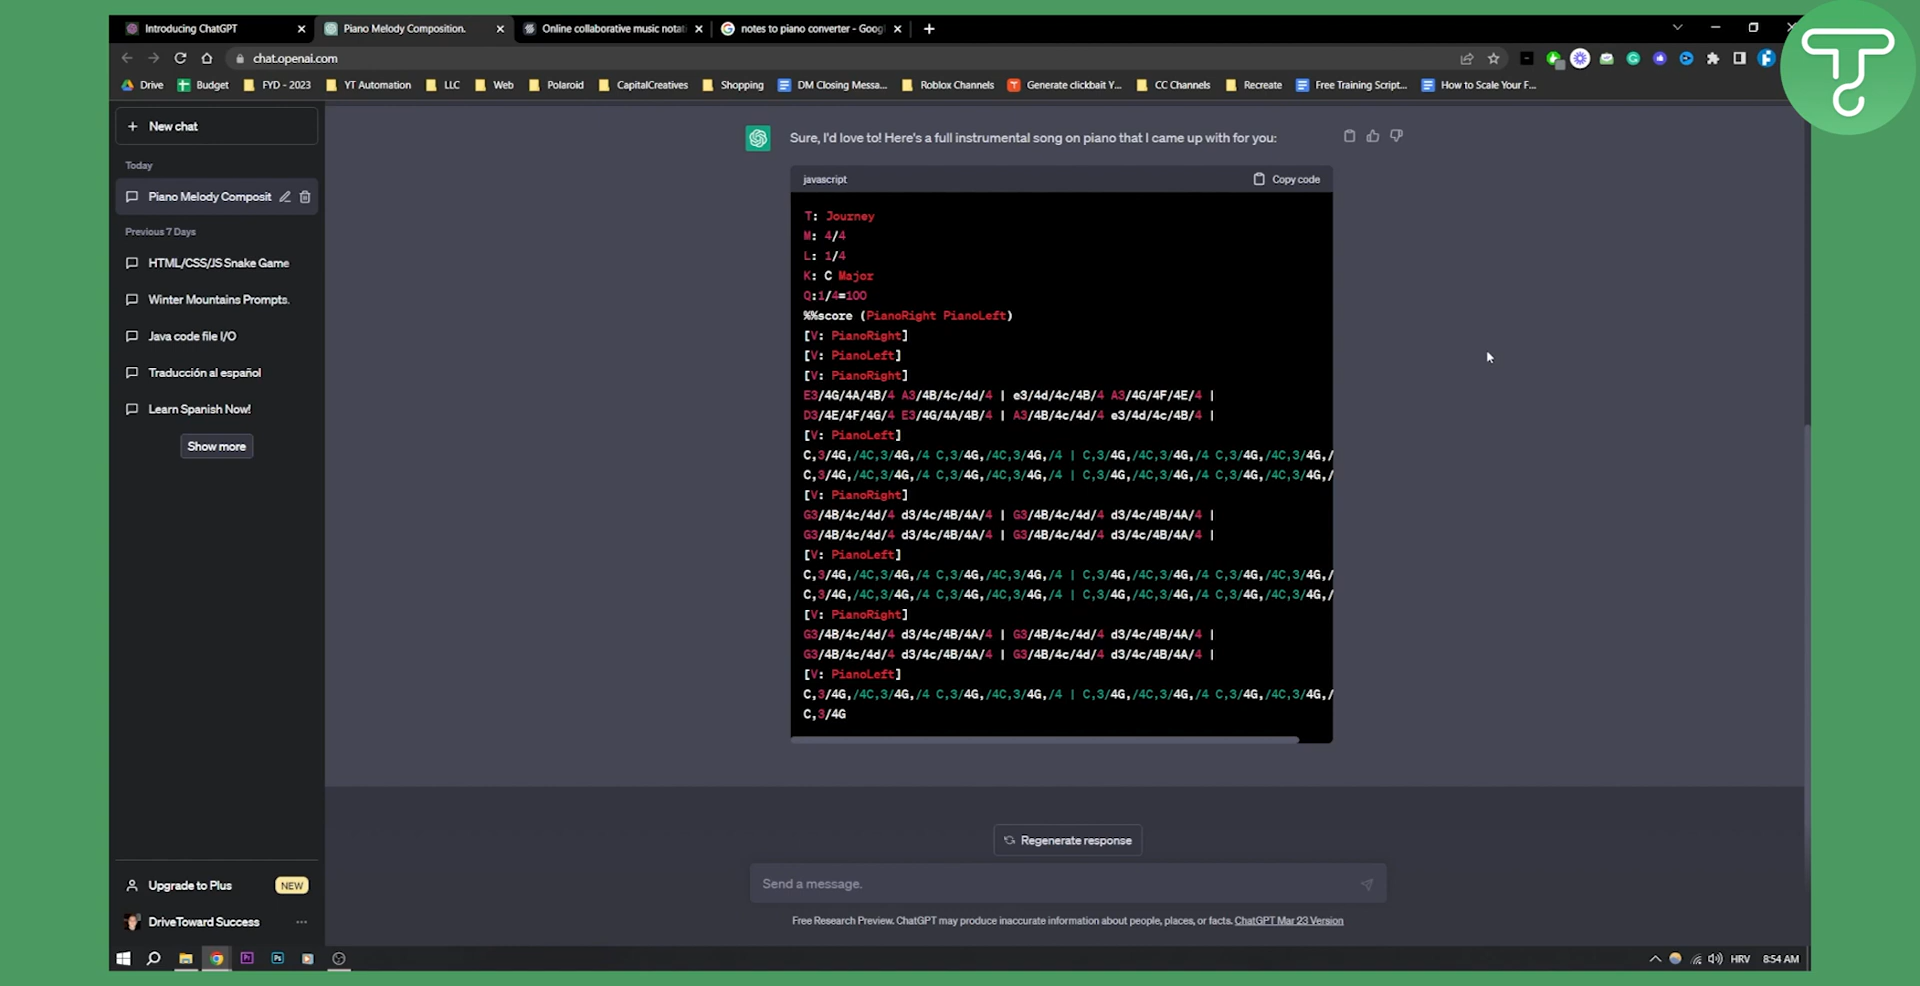 Introducing ChatGPT
Piano Melody Composition.
Online collaborative music notat
notes to piano converter - Goog
chat.openai.com
Drive
Budget
FYD - 2023
YT Automation
LLC
Web
Polaroid
CapitalCreatives
Shopping
DM Closing Messa...
Roblox Channels
Generate clickbait Y...
CC Channels
Recreate
Free Training Script...
How to Scale Your F...
New chat
Today
Piano Melody Composit
Previous 7 Days
HTML/CSS/JS Snake Game
Winter Mountains Prompts.
Java code file I/O
Traducción al español
Learn Spanish Now!
Show more
Upgrade to Plus
NEW
DriveToward Success
Sure, I'd love to! Here's a full instrumental song on piano that I came up with for you:
javascript
Copy code
T: Journey
M: 4/4
L: 1/4
K: C Major
Q:1/4=100
%%score (PianoRight PianoLeft)
[V: PianoRight]
[V: PianoLeft]
[V: PianoRight]
E3/4G/4A/4B/4 A3/4B/4c/4d/4 | e3/4d/4c/4B/4 A3/4G/4F/4E/4 |
D3/4E/4F/4G/4 E3/4G/4A/4B/4 | A3/4B/4c/4d/4 e3/4d/4c/4B/4 |
[V: PianoLeft]
C,3/4G,/4C,3/4G,/4 C,3/4G,/4C,3/4G,/4 | C,3/4G,/4C,3/4G,/4 C,3/4G,/4C,3/4G,/
C,3/4G,/4C,3/4G,/4 C,3/4G,/4C,3/4G,/4 | C,3/4G,/4C,3/4G,/4 C,3/4G,/4C,3/4G,/
[V: PianoRight]
G3/4B/4c/4d/4 d3/4c/4B/4A/4 | G3/4B/4c/4d/4 d3/4c/4B/4A/4 |
G3/4B/4c/4d/4 d3/4c/4B/4A/4 | G3/4B/4c/4d/4 d3/4c/4B/4A/4 |
[V: PianoLeft]
C,3/4G,/4C,3/4G,/4 C,3/4G,/4C,3/4G,/4 | C,3/4G,/4C,3/4G,/4 C,3/4G,/4C,3/4G,/
C,3/4G,/4C,3/4G,/4 C,3/4G,/4C,3/4G,/4 | C,3/4G,/4C,3/4G,/4 C,3/4G,/4C,3/4G,/
[V: PianoRight]
G3/4B/4c/4d/4 d3/4c/4B/4A/4 | G3/4B/4c/4d/4 d3/4c/4B/4A/4 |
G3/4B/4c/4d/4 d3/4c/4B/4A/4 | G3/4B/4c/4d/4 d3/4c/4B/4A/4 |
[V: PianoLeft]
C,3/4G,/4C,3/4G,/4 C,3/4G,/4C,3/4G,/4 | C,3/4G,/4C,3/4G,/4 C,3/4G,/4C,3/4G,/
C,3/4G
Regenerate response
Send a message.
Free Research Preview. ChatGPT may produce inaccurate information about people, places, or facts. ChatGPT Mar 23 Version
HRV
8:54 AM